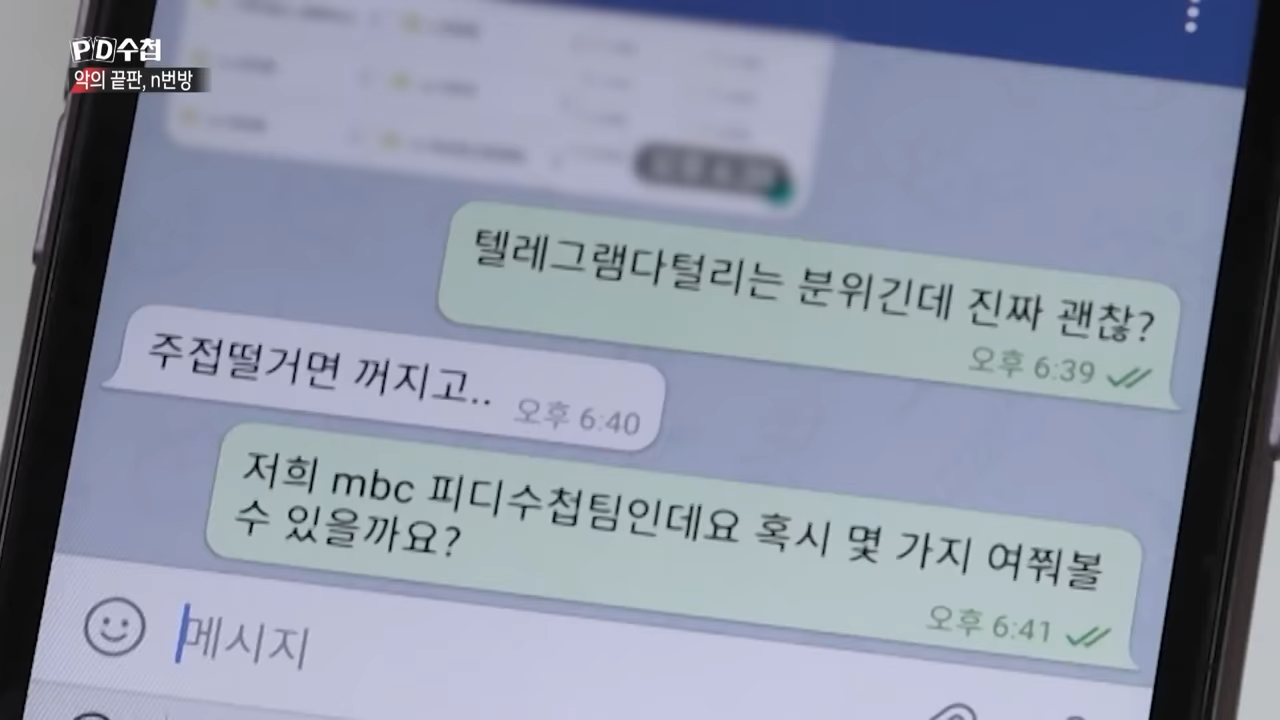 PD수첩
악의 끝판, n번방
텔레그램다털리는 분위긴데 진짜 괜찮?
오후 6:39
주접떨거면 꺼지고..
오후 6:40
저희 mbc 피디수첩팀인데요 혹시 몇 가지 여쭤볼
수 있을까요?
오후 6:41
메시지